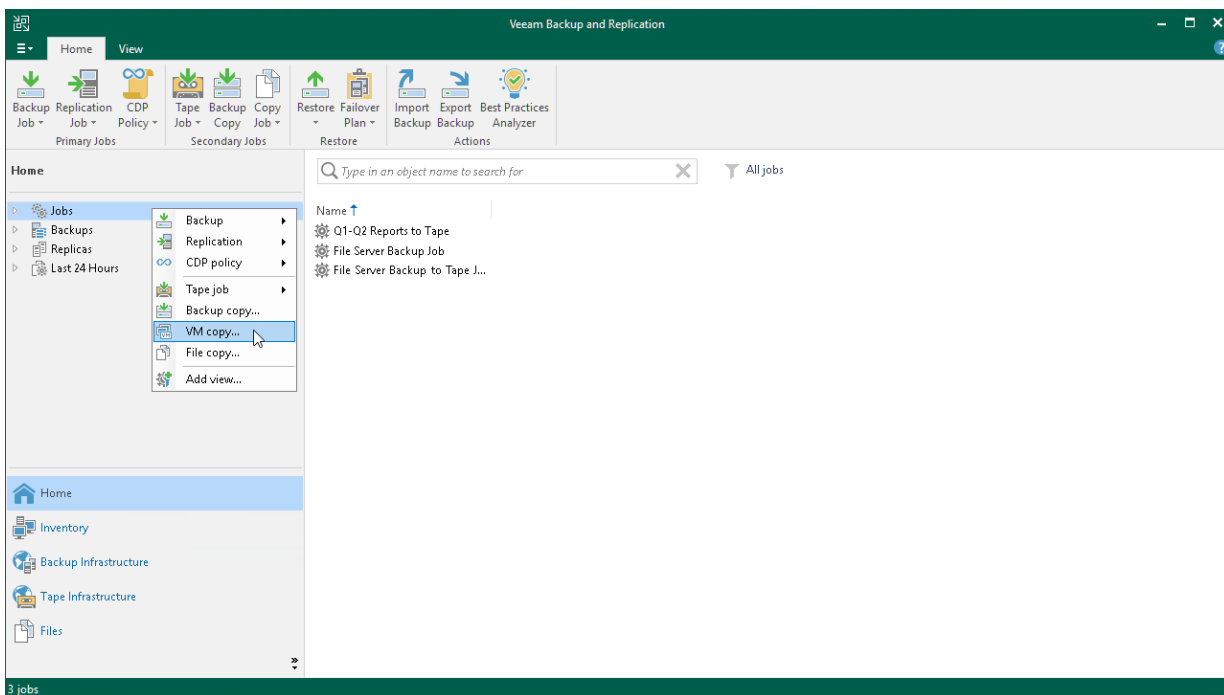 Veeam Backup and Replication
Home View
Backup Job Replication Job CDP Policy
Primary Jobs
Tape Job Backup Copy Copy Job
Secondary Jobs
Restore Failover Plan
Restore
Import Backup Export Backup Best Practices Analyzer
Actions
Home
Jobs
Backups
Replicas
Last 24 Hours
Backup
Replication
CDP policy
Tape job
Backup copy...
VM copy...
File copy...
Add view...
Type in an object name to search for
All jobs
Name
Q1-Q2 Reports to Tape
File Server Backup Job
File Server Backup to Tape J...
Home
Inventory
Backup Infrastructure
Tape Infrastructure
Files
3 jobs